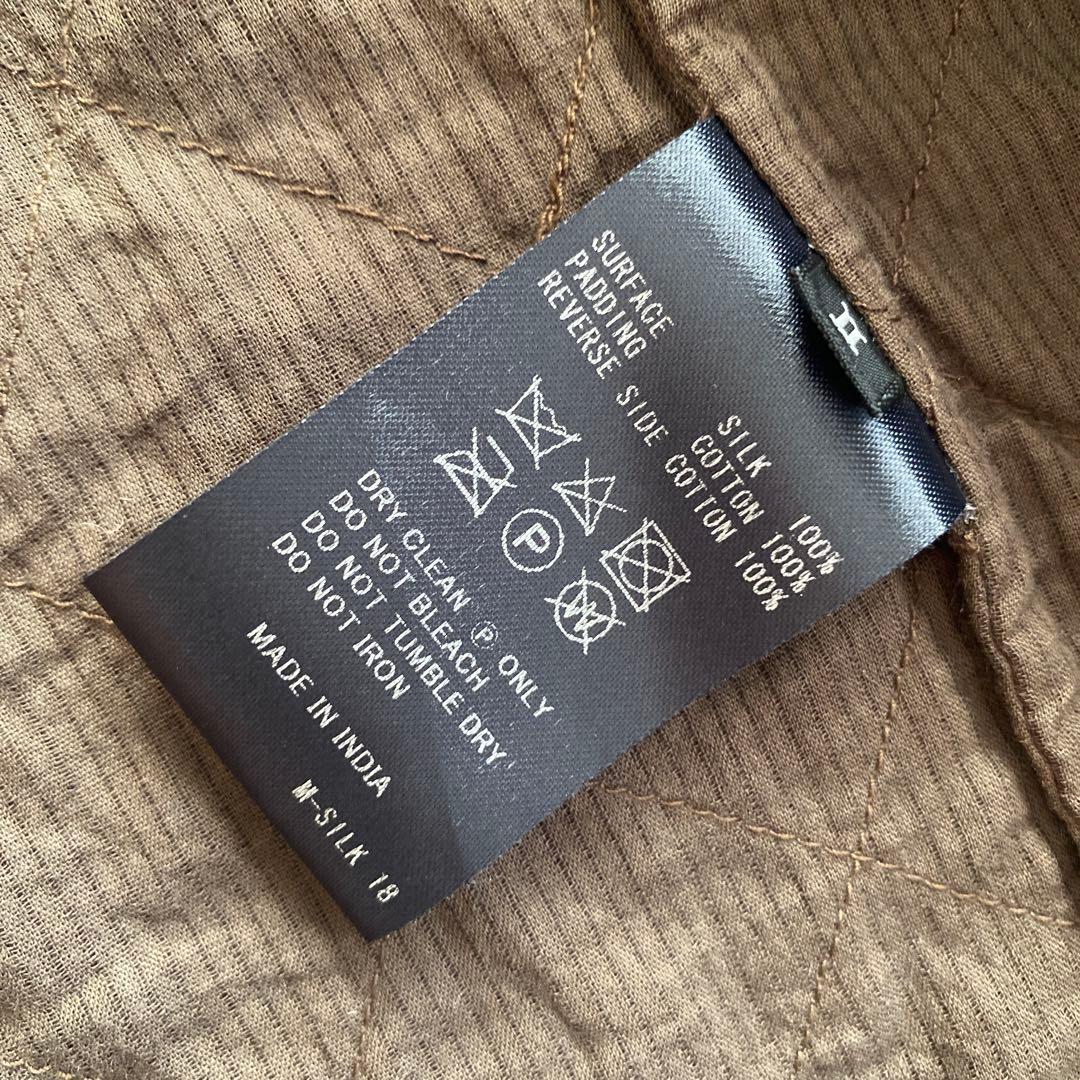 II
SURFACE SILK 100%
PADDING COTTON 100%
REVERSE SIDE COTTON 100%
P W
DRY CLEAN Ⓟ ONLY
DO NOT BLEACH
DO NOT TUMBLE DRY
DO NOT IRON
MADE IN INDIA
M-SILK 18